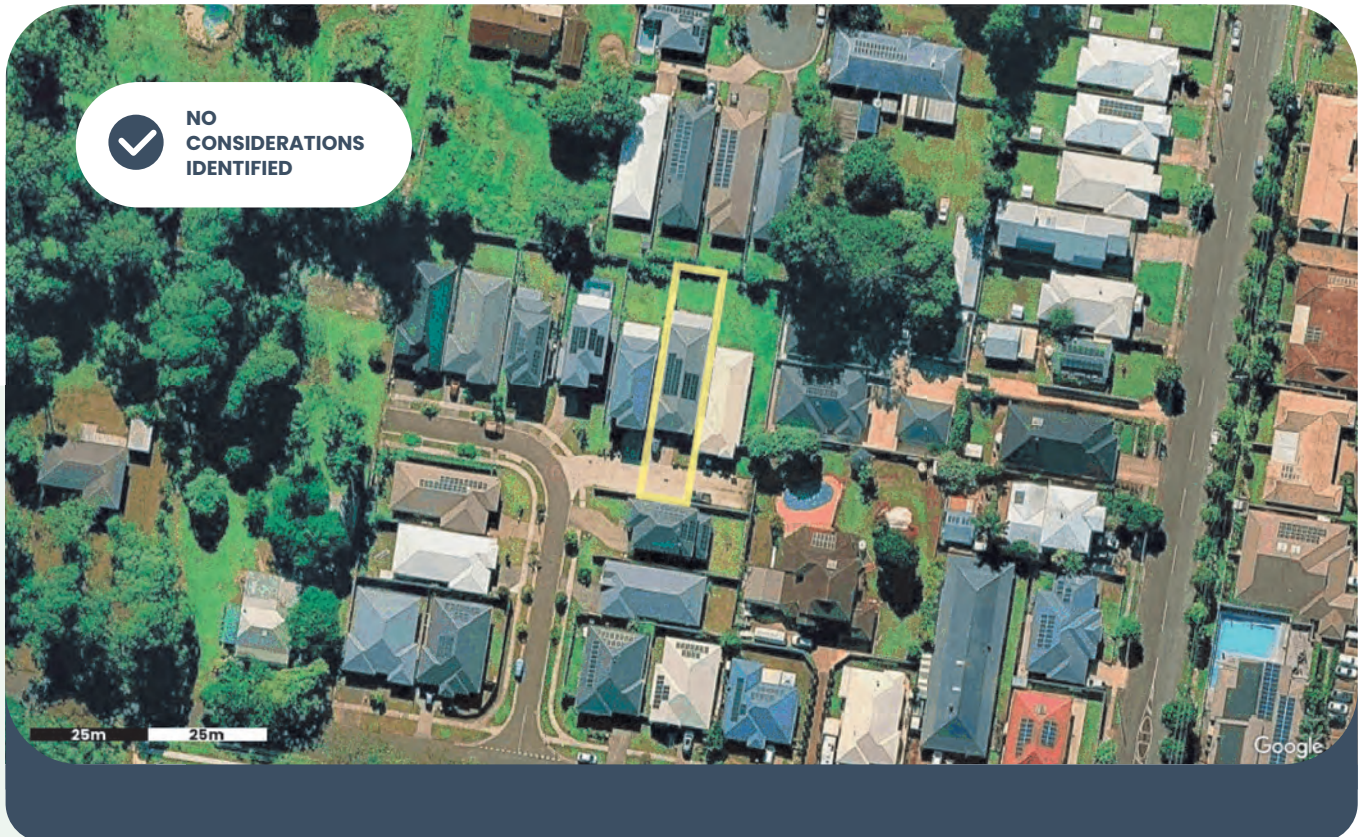 NO
CONSIDERATIONS
IDENTIFIED
25m 25m
Google